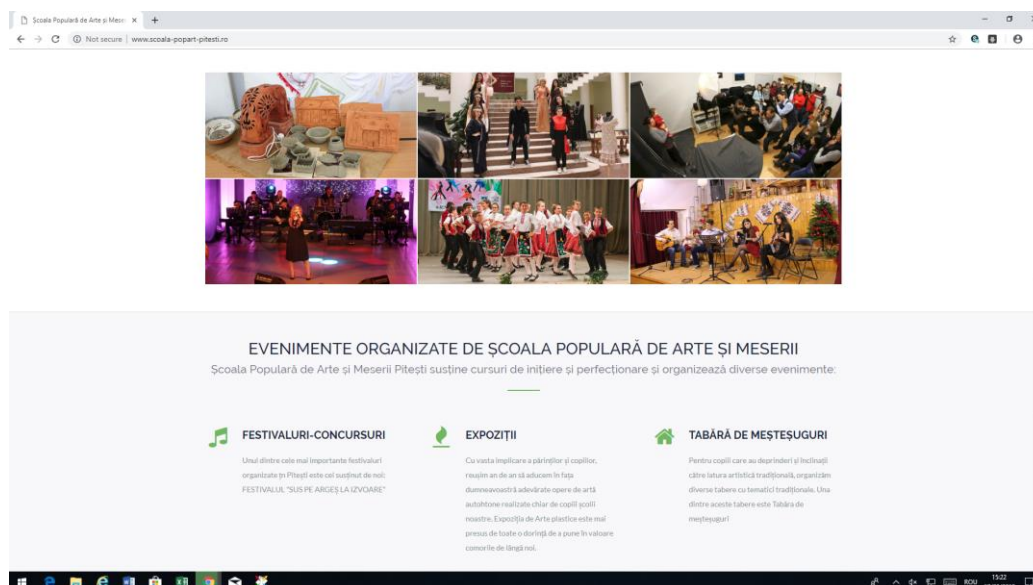 Școala Populară de Arte și Meser
Not secure | www.scoala-popart-pitesti.ro
EVENIMENTE ORGANIZATE DE ȘCOALA POPULARĂ DE ARTE ȘI MESERII
Școala Populară de Arte și Meserii Pitești susține cursuri de inițiere și perfecționare și organizează diverse evenimente:
FESTIVALURI-CONCURSURI
Unul dintre cele mai importante festivaluri
organizate țn Pitești este cel susținut de noi:
FESTIVALUL "SUS PE ARGEȘ LA IZVOARE"
EXPOZIȚII
Cu vasta implicare a părinților și copiilor,
reușim an de an să aducem în fața
dumneavoastră adevărate opere de artă
autohtone realizate chiar de copiii școlii
noastre. Expoziția de Arte plastice este mai
presus de toate o dorință de a pune în valoare
comorile de lângă noi.
TABĂRĂ DE MEȘTEȘUGURI
Pentru copiii care au deprinderi și înclinații
către latura artistică tradițională, organizăm
diverse tabere cu tematici tradiționale. Una
dintre aceste tabere este Tabăra de
meșteșuguri
ROU
15:22